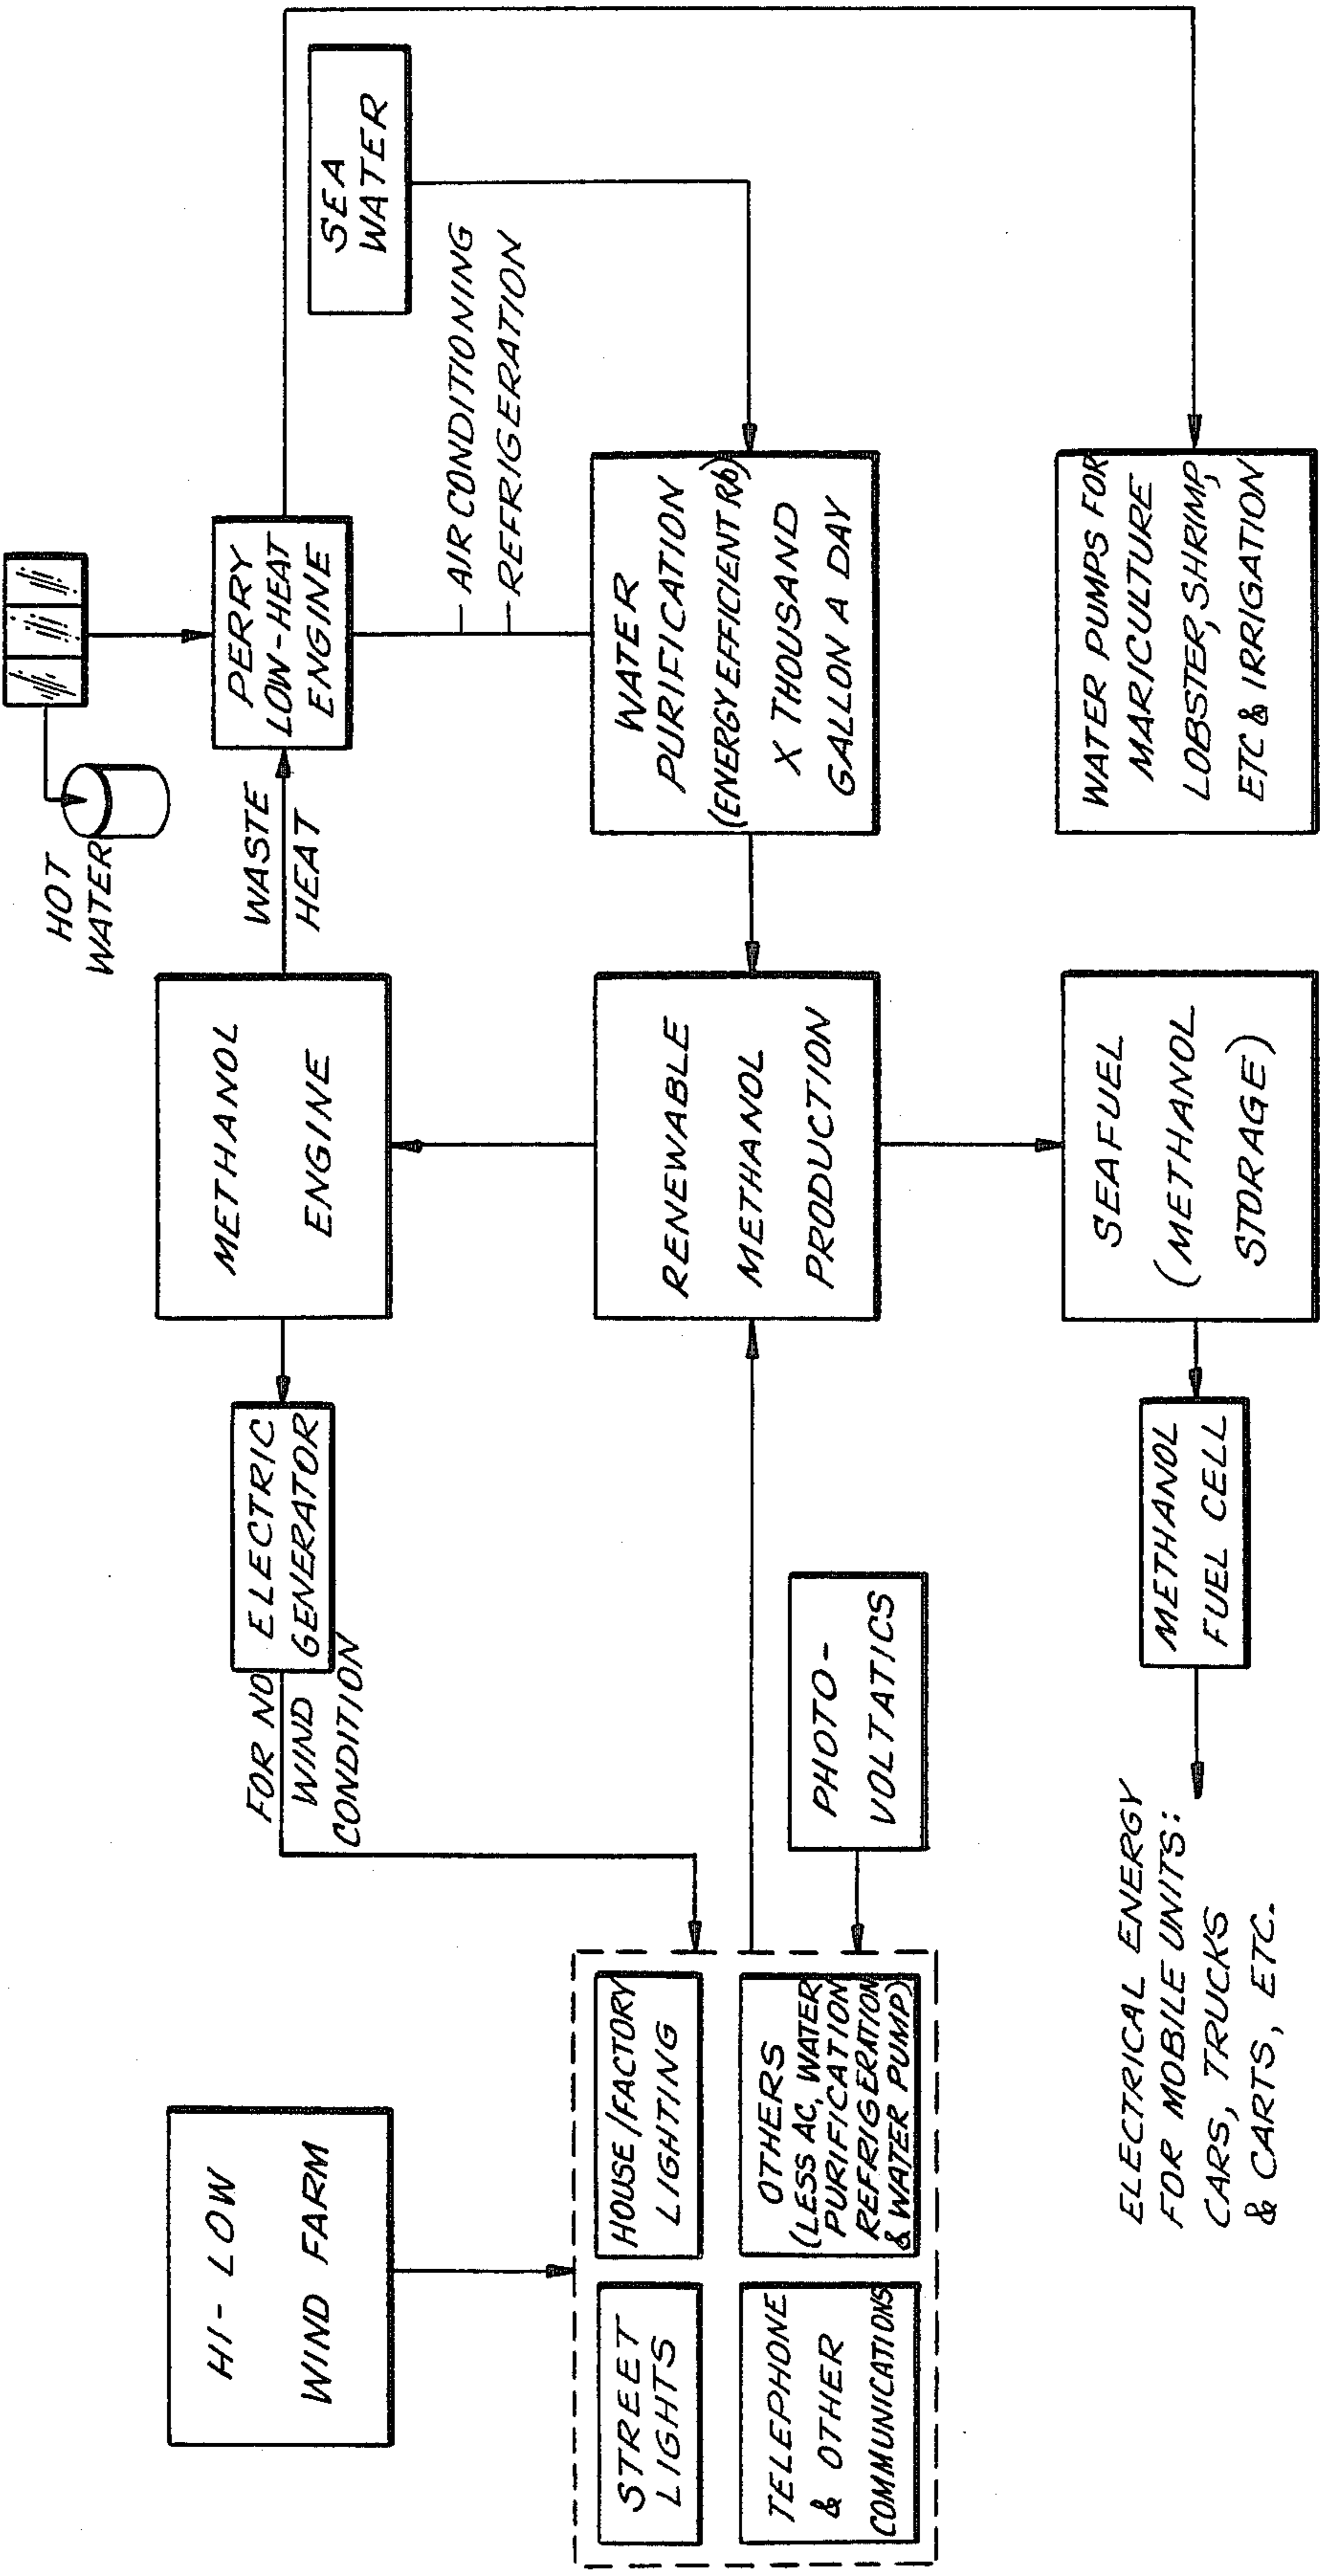 HI-LOW
WIND FARM
STREET
LIGHTS
HOUSE/FACTORY
LIGHTING
TELEPHONE
& OTHER
COMMUNICATIONS
OTHERS
(LESS AC, WATER
PURIFICATION
REFRIGERATION
& WATER PUMP)
FOR NO
WIND
CONDITION
ELECTRIC
GENERATOR
PHOTO-
VOLTATICS
METHANOL
ENGINE
WASTE
HEAT
HOT
WATER
PERRY
LOW-HEAT
ENGINE
SEA
WATER
AIR CONDITIONING
REFRIGERATION
RENEWABLE
METHANOL
PRODUCTION
WATER
PURIFICATION
(ENERGY EFFICIENT Rb)
X THOUSAND
GALLON A DAY
ELECTRICAL ENERGY
FOR MOBILE UNITS:
CARS, TRUCKS
& CARTS, ETC.
METHANOL
FUEL CELL
SEAFUEL
(METHANOL
STORAGE)
WATER PUMPS FOR
MARICULTURE
LOBSTER, SHRIMP,
ETC & IRRIGATION